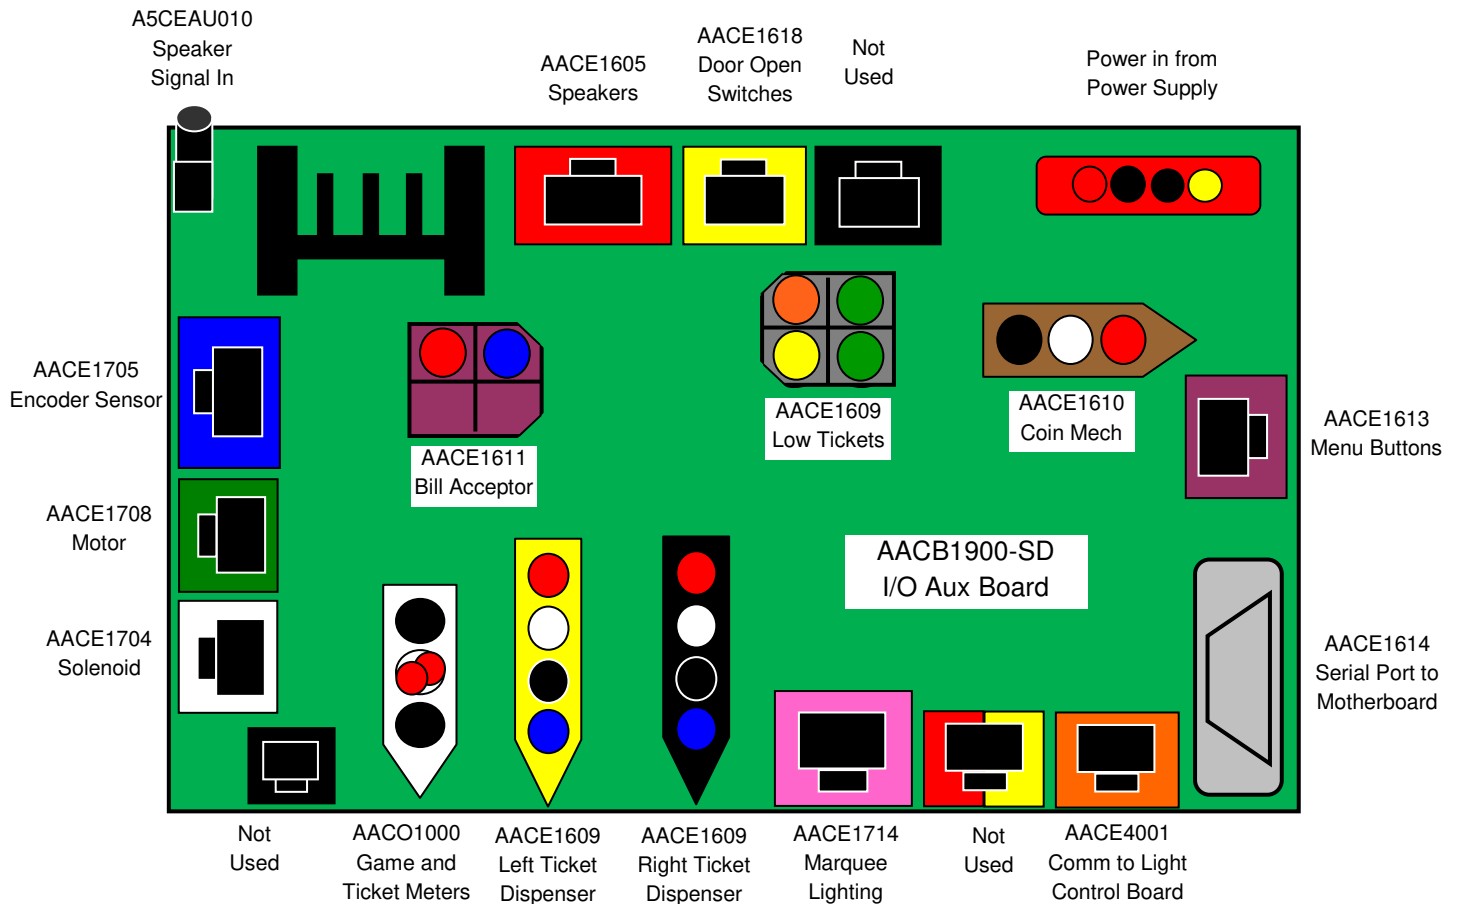 A5CEAU010
Speaker
Signal In
AACE1605
Speakers
AACE1618
Door Open
Switches
Not
Used
Power in from
Power Supply
AACE1705
Encoder Sensor
AACE1611
Bill Acceptor
AACE1609
Low Tickets
AACE1610
Coin Mech
AACE1613
Menu Buttons
AACE1708
Motor
AACB1900-SD
I/O Aux Board
AACE1704
Solenoid
AACE1614
Serial Port to
Motherboard
Not
Used
AACO1000
Game and
Ticket Meters
AACE1609
Left Ticket
Dispenser
AACE1609
Right Ticket
Dispenser
AACE1714
Marquee
Lighting
Not
Used
AACE4001
Comm to Light
Control Board